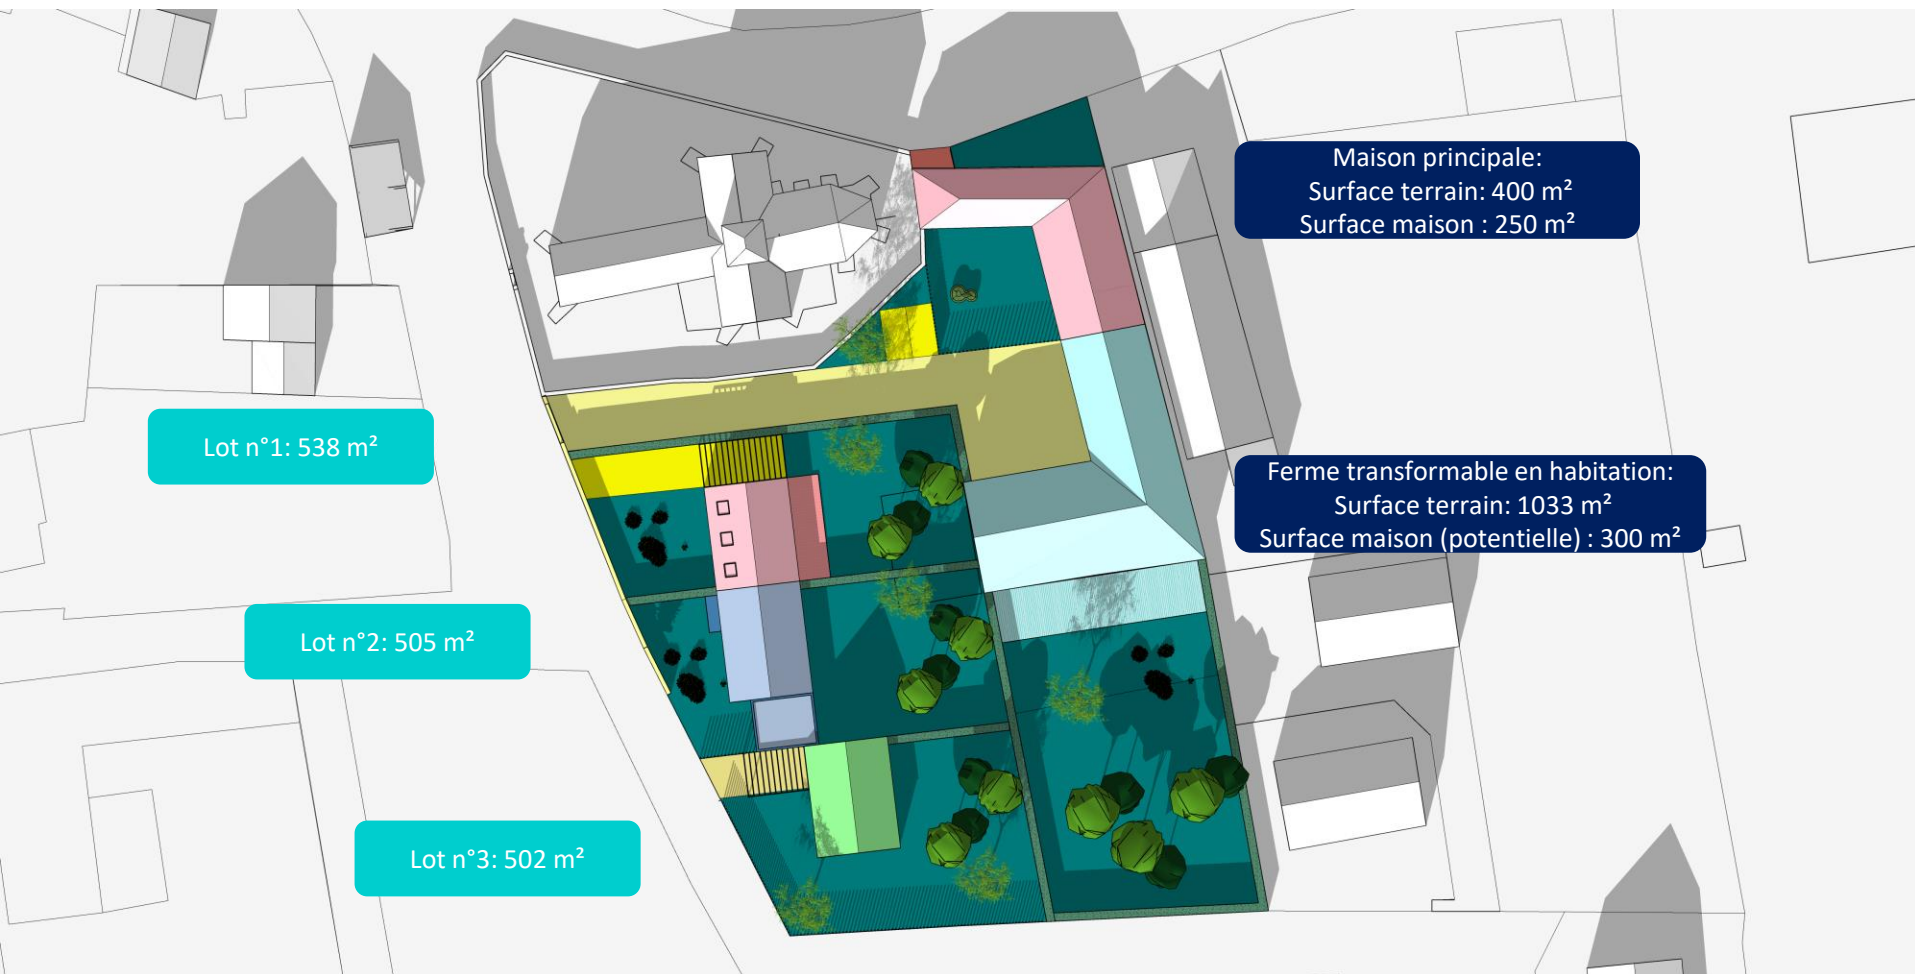 Maison principale:
Surface terrain: 400 m²
Surface maison : 250 m²
Lot n°1: 538 m²
Ferme transformable en habitation:
Surface terrain: 1033 m²
Surface maison (potentielle) : 300 m²
Lot n°2: 505 m²
Lot n°3: 502 m²